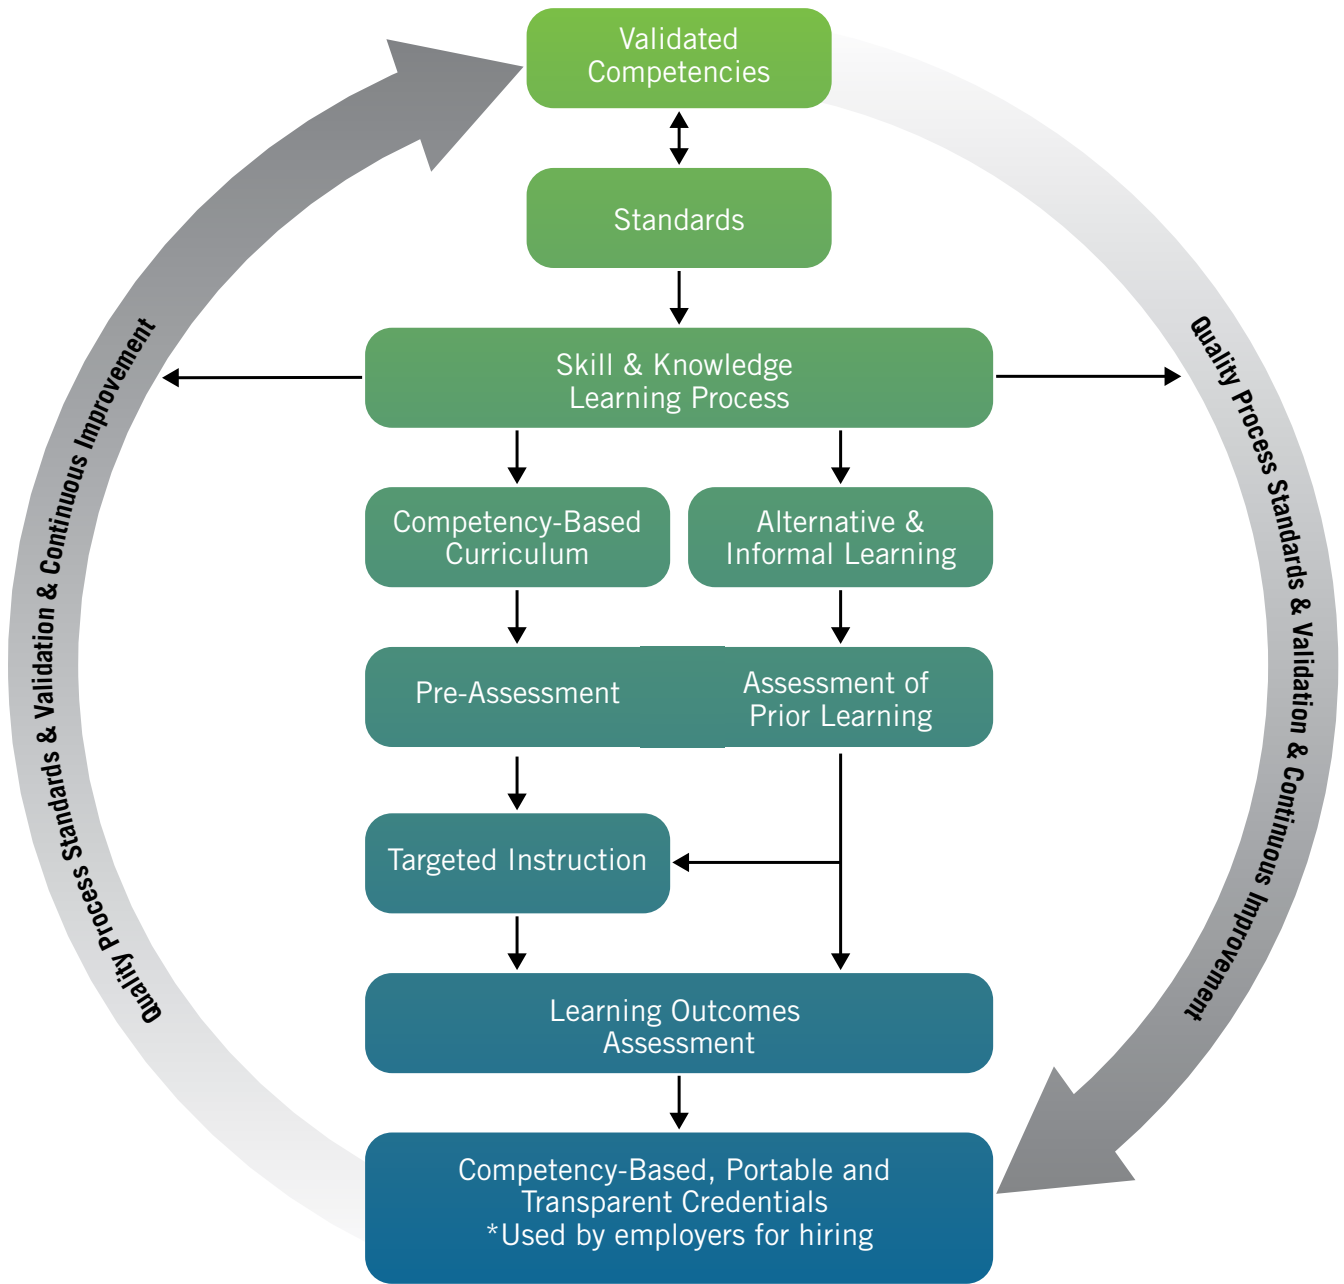 Validated
Competencies
Standards
Skill & Knowledge
Learning Process
Competency-Based
Curriculum
Alternative &
Informal Learning
Pre-Assessment
Assessment of
Prior Learning
Targeted Instruction
Learning Outcomes
Assessment
Competency-Based, Portable and
Transparent Credentials
*Used by employers for hiring
Quality Process Standards & Validation & Continuous Improvement
Quality Process Standards & Validation & Continuous Improvement